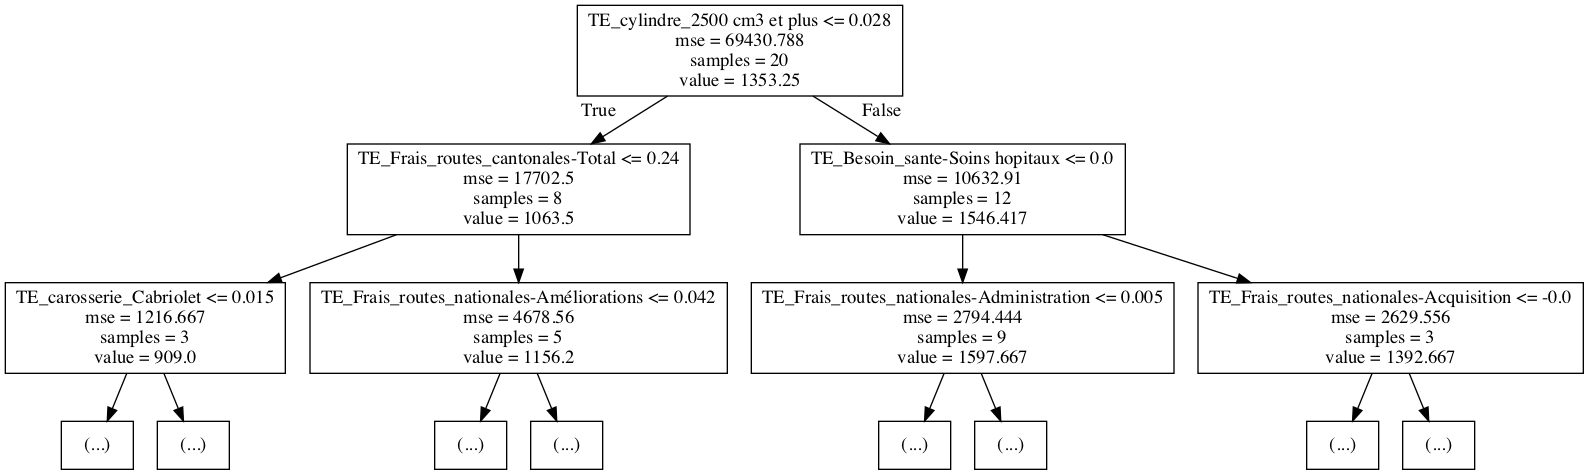 TE_cylindre_2500 cm3 et plus <= 0.028
mse = 69430.788
samples = 20
value = 1353.25
True
False
TE_Frais_routes_cantonales-Total <= 0.24
mse = 17702.5
samples = 8
value = 1063.5
TE_Besoin_sante-Soins hopitaux <= 0.0
mse = 10632.91
samples = 12
value = 1546.417
TE_carosserie_Cabriolet <= 0.015
mse = 1216.667
samples = 3
value = 909.0
TE_Frais_routes_nationales-Améliorations <= 0.042
mse = 4678.56
samples = 5
value = 1156.2
TE_Frais_routes_nationales-Administration <= 0.005
mse = 2794.444
samples = 9
value = 1597.667
TE_Frais_routes_nationales-Acquisition <= -0.0
mse = 2629.556
samples = 3
value = 1392.667
(...)
(...)
(...)
(...)
(...)
(...)
(...)
(...)